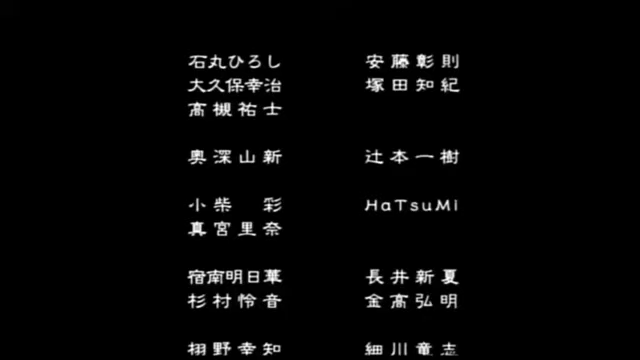 石丸ひろし 安藤彰則
大久保幸治 塚田知紀
高槻祐士
奥深山新 辻本一樹
小柴 彩 HaTsuMi
真宮里奈
宿南明日華 長井新夏
杉村怜音 金高弘明
栩野幸知 細川竜志